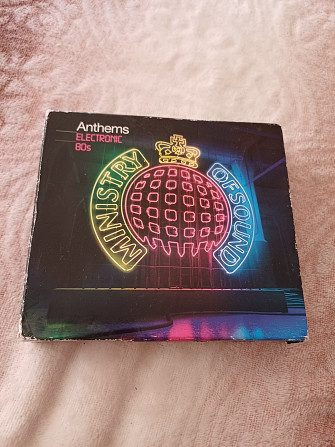 Anthems
ELECTRONIC
80s
MINISTRY
OF SOUND